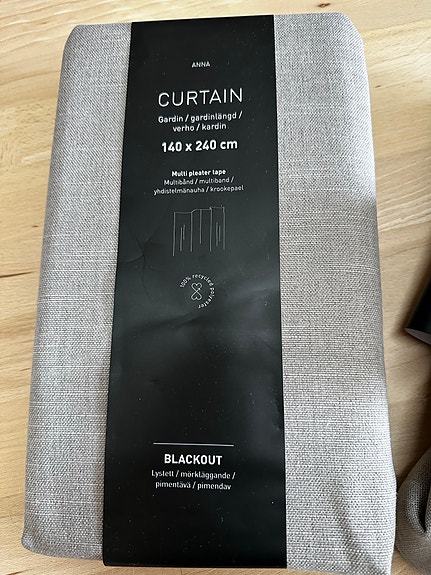 ANNA
CURTAIN
Gardin / gardinlängd /
verho / kardin
140 x 240 cm
Multi pleater tape
Multibånd / multiband /
yhdistelmänauha / krookepael
100% recycled polyester
BLACKOUT
Lystett / mörkläggande /
pimentävä / pimendav